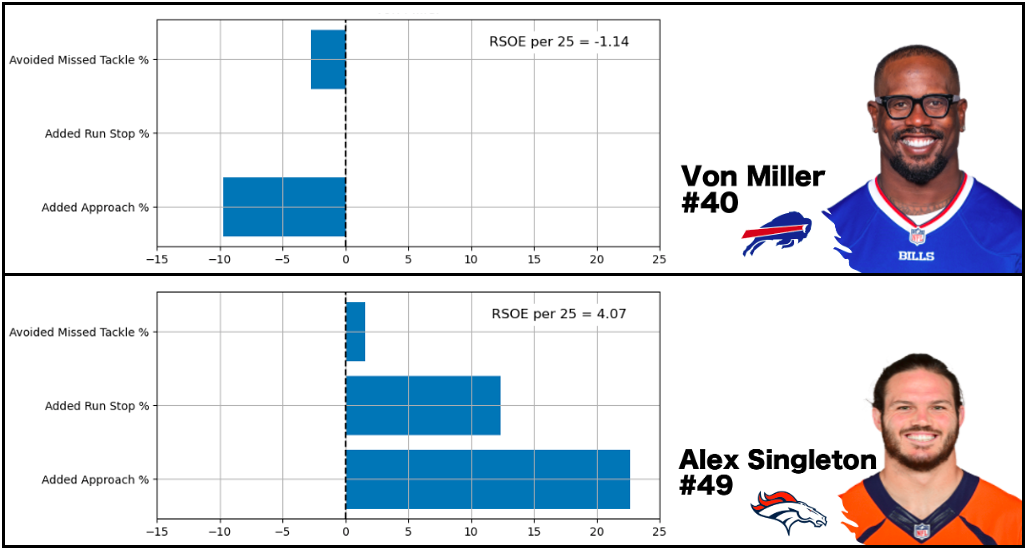 RSOE per 25 = -1.14
Avoided Missed Tackle %
Added Run Stop %
Added Approach %
−15 −10 −5 0 5 10 15 20 25
Von Miller
#40
BILLS
RSOE per 25 = 4.07
Avoided Missed Tackle %
Added Run Stop %
Added Approach %
−15 −10 −5 0 5 10 15 20 25
Alex Singleton
#49